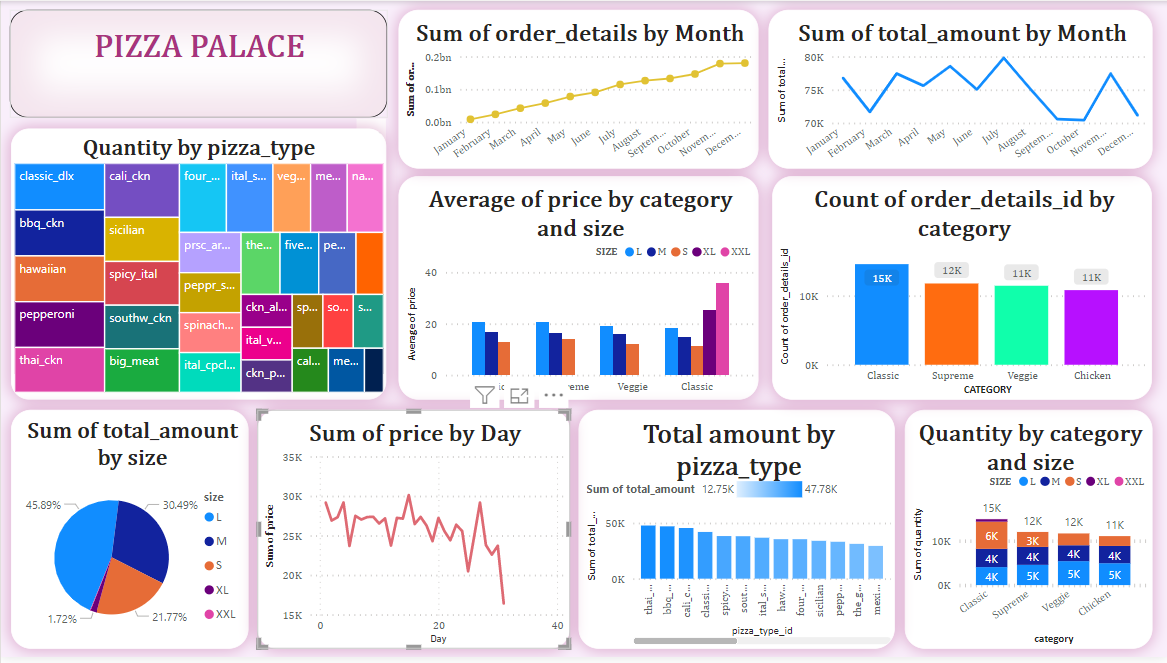 PIZZA PALACE
Sum of order_details by Month
Sum of or...
0.2bn
0.1bn
0.0bn
January
February
March
April
May
June
July
August
Septem...
October
Novem...
Decem...
Sum of total_amount by Month
Sum of total...
80K
75K
70K
January
February
March
April
May
June
July
August
Septem...
October
Novem...
Decem...
Quantity by pizza_type
classic_dlx
bbq_ckn
hawaiian
pepperoni
thai_ckn
cali_ckn
sicilian
spicy_ital
southw_ckn
big_meat
four_...
ital_s...
veg...
me...
na...
prsc_ar...
peppr_s...
spinach...
ital_cpcl...
the...
five...
pe...
ckn_al...
ital_v...
ckn_p...
sp...
so...
s...
cal...
me...
Average of price by category
and size
SIZE L M S XL XXL
Average of price
40
20
0
ic
eme
Veggie
Classic
Count of order_details_id by
category
Count of order_details_id
10K
0K
15K
12K
11K
11K
Classic
Supreme
Veggie
Chicken
CATEGORY
Sum of total_amount
by size
45.89%
30.49%
21.77%
1.72%
size
L
M
S
XL
XXL
Sum of price by Day
Sum of price
35K
30K
25K
20K
15K
0
20
40
Day
Total amount by
pizza_type
Sum of total_amount 12.75K 47.78K
Sum of total_...
50K
0K
thai_...
bbq_...
cali_c...
classi...
spicy...
sout...
ital_s...
haw...
four_...
sicilian
pepp...
the_g...
mexi...
pizza_type_id
Quantity by category
and size
SIZE L M S XL XXL
Sum of quantity
10K
0K
15K
12K
12K
11K
6K
4K
4K
3K
4K
5K
4K
5K
4K
5K
Classic
Supreme
Veggie
Chicken
category